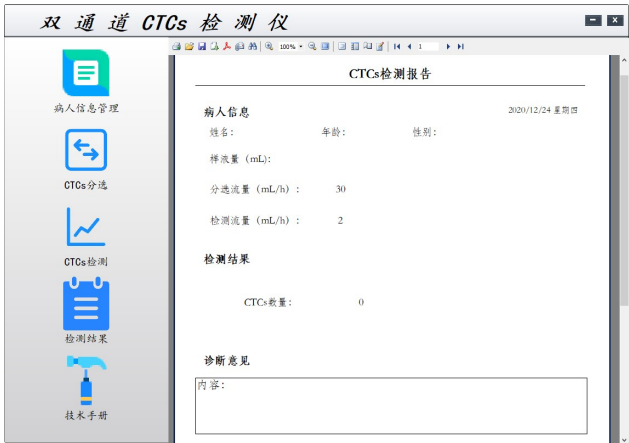 双通道CTCs检测仪
100%
1
病人信息管理
CTCs分选
CTCs检测
检测结果
技术手册
CTCs检测报告
病人信息
2020/12/24 星期四
姓名： 年龄： 性别：
样液量（mL）：
分选流量（mL/h）： 30
检测流量（mL/h）： 2
检测结果
CTCs数量： 0
诊断意见
内容：